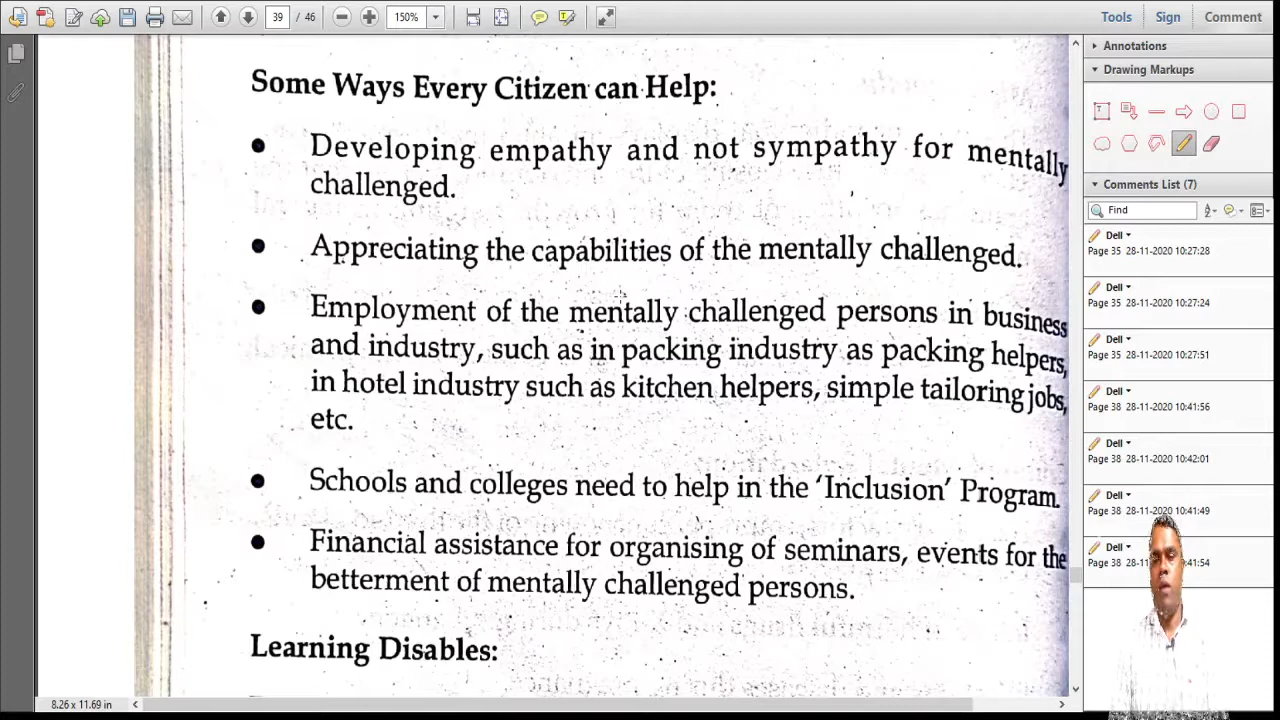 39 / 46
150%
Tools
Sign
Comment
Some Ways Every Citizen can Help:
• Developing empathy and not sympathy for mentally
challenged.
• Appreciating the capabilities of the mentally challenged.
• Employment of the mentally challenged persons in business
and industry, such as in packing industry as packing helpers,
in hotel industry such as kitchen helpers, simple tailoring jobs,
etc.
• Schools and colleges need to help in the ‘Inclusion’ Program.
• Financial assistance for organising of seminars, events for the
betterment of mentally challenged persons.
Learning Disables:
8.26 x 11.69 in
Annotations
Drawing Markups
Comments List (7)
Find
Dell
Page 35 28-11-2020 10:27:28
Dell
Page 35 28-11-2020 10:27:24
Dell
Page 35 28-11-2020 10:27:51
Dell
Page 38 28-11-2020 10:41:56
Dell
Page 38 28-11-2020 10:42:01
Dell
Page 38 28-11-2020 10:41:49
Dell
Page 38 28-11 :41:54